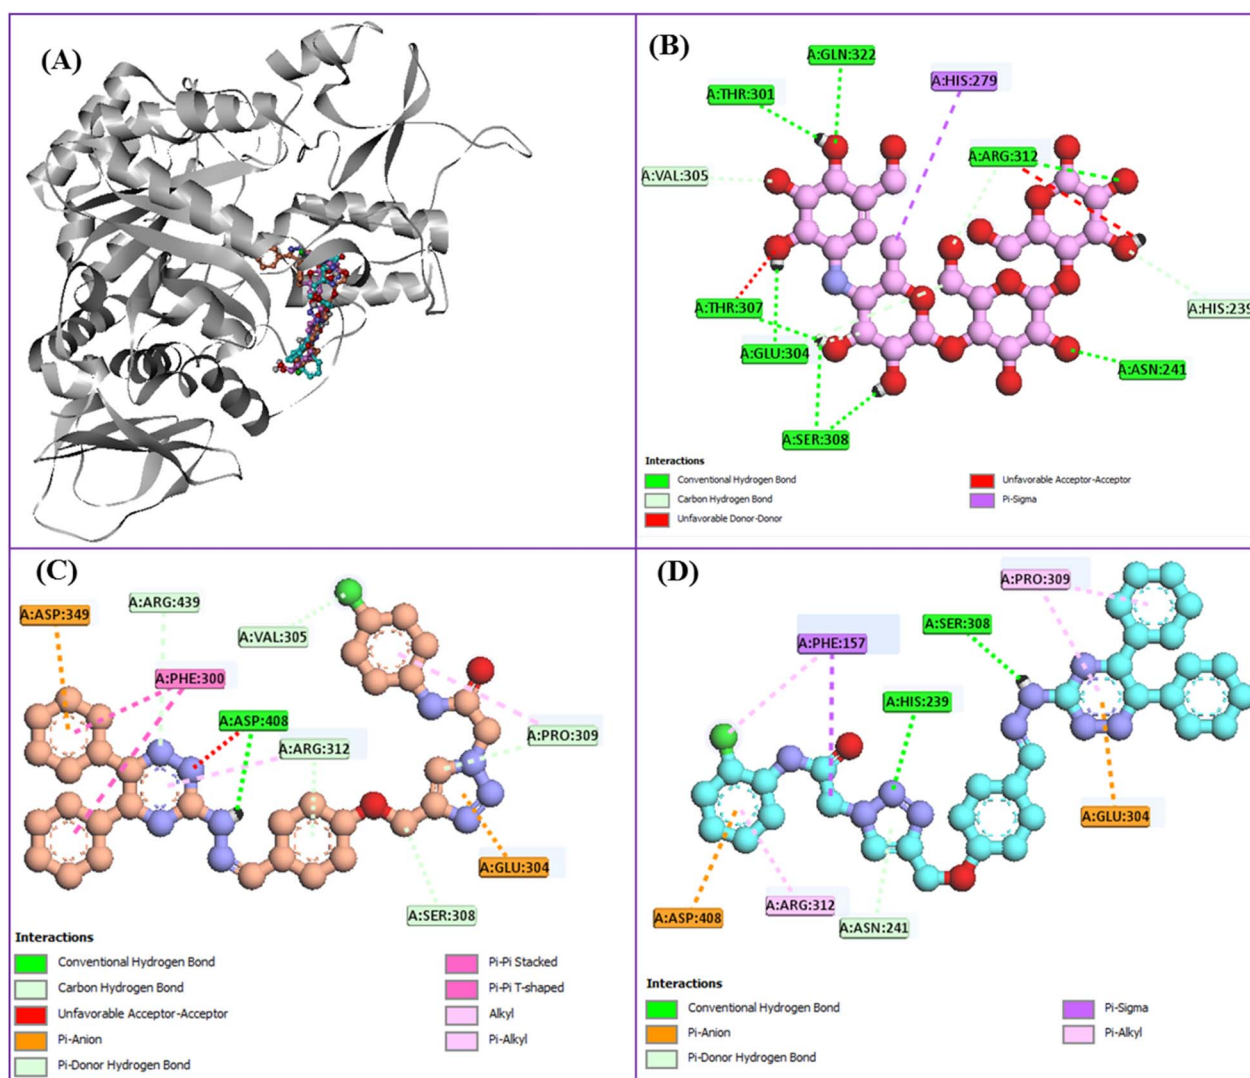 (A)
(B)
A:GLN:322
A:THR:301
A:HIS:279
A:ARG:312
A:VAL:305
A:THR:307
A:GLU:304
A:HIS:239
A:ASN:241
A:SER:308
Interactions
Conventional Hydrogen Bond
Carbon Hydrogen Bond
Unfavorable Donor-Donor
Unfavorable Acceptor-Acceptor
Pi-Sigma
(C)
A:ASP:349
A:ARG:439
A:VAL:305
A:PHE:300
A:ASP:408
A:ARG:312
A:PRO:309
A:GLU:304
A:SER:308
Interactions
Conventional Hydrogen Bond
Carbon Hydrogen Bond
Unfavorable Acceptor-Acceptor
Pi-Anion
Pi-Donor Hydrogen Bond
Pi-Pi Stacked
Pi-Pi T-shaped
Alkyl
Pi-Alkyl
(D)
A:PRO:309
A:SER:308
A:PHE:157
A:HIS:239
A:GLU:304
A:ARG:312
A:ASP:408
A:ASN:241
Interactions
Conventional Hydrogen Bond
Pi-Anion
Pi-Donor Hydrogen Bond
Pi-Sigma
Pi-Alkyl